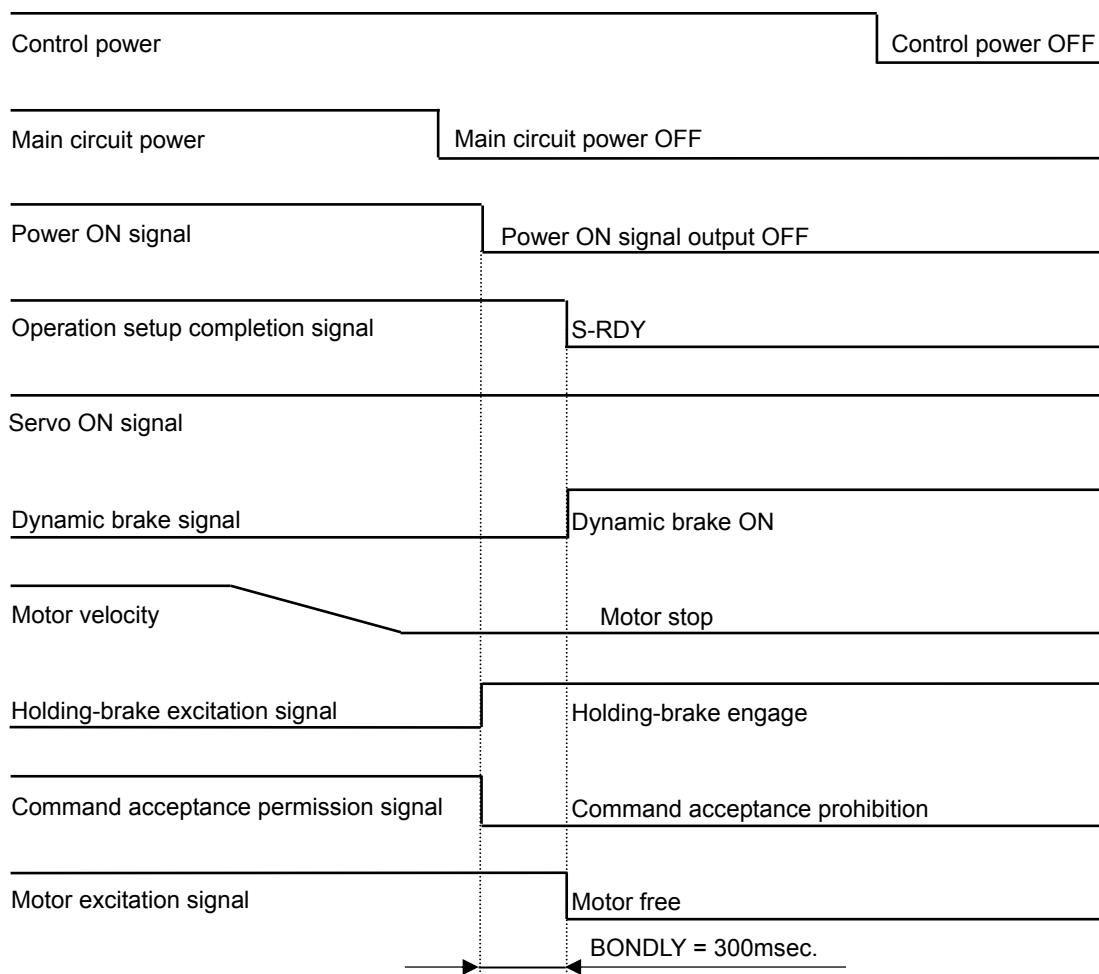 Control power
Control power OFF
Main circuit power
Main circuit power OFF
Power ON signal
Power ON signal output OFF
Operation setup completion signal
S-RDY
Servo ON signal
Dynamic brake signal
Dynamic brake ON
Motor velocity
Motor stop
Holding-brake excitation signal
Holding-brake engage
Command acceptance permission signal
Command acceptance prohibition
Motor excitation signal
Motor free
BONDLY = 300msec.